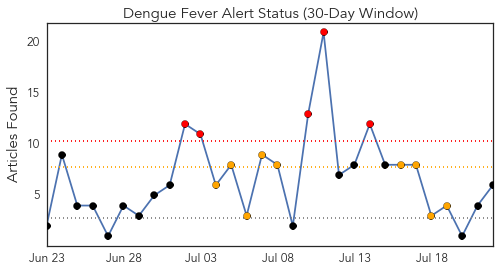 Dengue Fever Alert Status (30-Day Window)
Articles Found
20
15
10
5
Jun 23 Jun 28 Jul 03 Jul 08 Jul 13 Jul 18